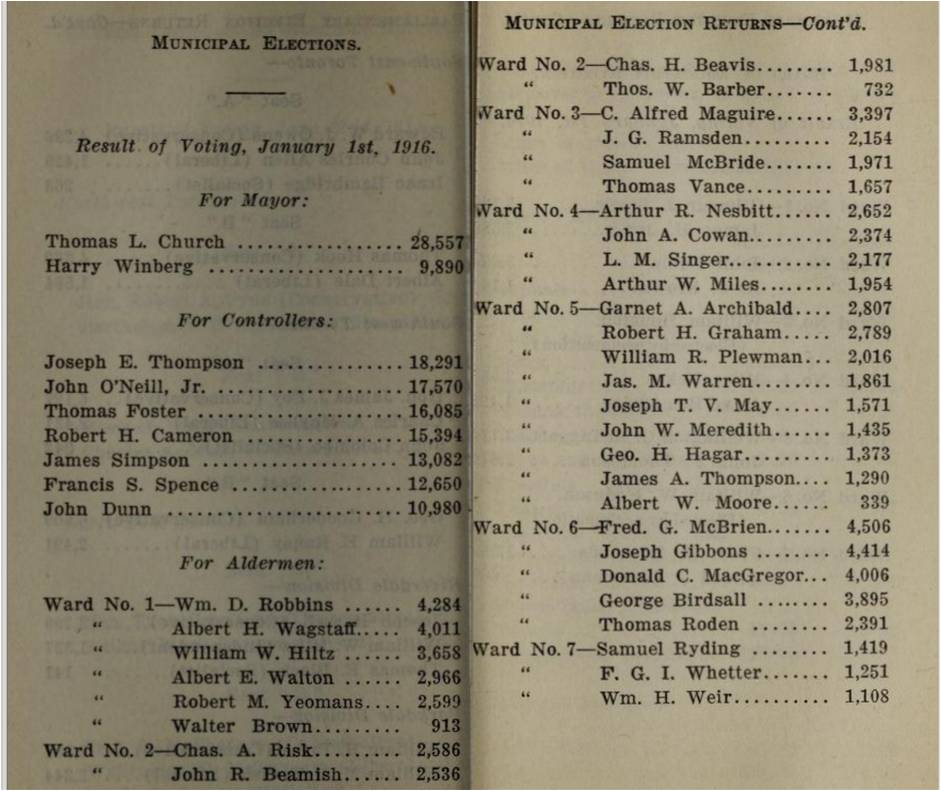 MUNICIPAL ELECTIONS.
Result of Voting, January 1st, 1916.
For Mayor:
Thomas L. Church ................ 28,557
Harry Winberg ................... 9,890
For Controllers:
Joseph E. Thompson .............. 18,291
John O'Neill, Jr. ................. 17,570
Thomas Foster ................... 16,085
Robert H. Cameron ............... 15,394
James Simpson ................... 13,082
Francis S. Spence ................ 12,650
John Dunn ....................... 10,980
For Aldermen:
Ward No. 1—Wm. D. Robbins ...... 4,284
“ Albert H. Wagstaff..... 4,011
“ William W. Hiltz ...... 3,658
“ Albert E. Walton ...... 2,966
“ Robert M. Yeomans.... 2,599
“ Walter Brown......... 913
Ward No. 2—Chas. A. Risk......... 2,586
“ John R. Beamish...... 2,536
MUNICIPAL ELECTION RETURNS—Cont'd.
Ward No. 2—Chas. H. Beavis........ 1,981
“ Thos. W. Barber....... 732
Ward No. 3—C. Alfred Maguire...... 3,397
“ J. G. Ramsden......... 2,154
“ Samuel McBride....... 1,971
“ Thomas Vance......... 1,657
Ward No. 4—Arthur R. Nesbitt...... 2,652
“ John A. Cowan........ 2,374
“ L. M. Singer........... 2,177
“ Arthur W. Miles....... 1,954
Ward No. 5—Garnet A. Archibald.... 2,807
“ Robert H. Graham..... 2,789
“ William R. Plewman... 2,016
“ Jas. M. Warren........ 1,861
“ Joseph T. V. May...... 1,571
“ John W. Meredith...... 1,435
“ Geo. H. Hagar......... 1,373
“ James A. Thompson.... 1,290
“ Albert W. Moore...... 339
Ward No. 6—Fred. G. McBrien....... 4,506
“ Joseph Gibbons ........ 4,414
“ Donald C. MacGregor... 4,006
“ George Birdsall ........ 3,895
“ Thomas Roden ........ 2,391
Ward No. 7—Samuel Ryding ........ 1,419
“ F. G. I. Whetter....... 1,251
“ Wm. H. Weir.......... 1,108